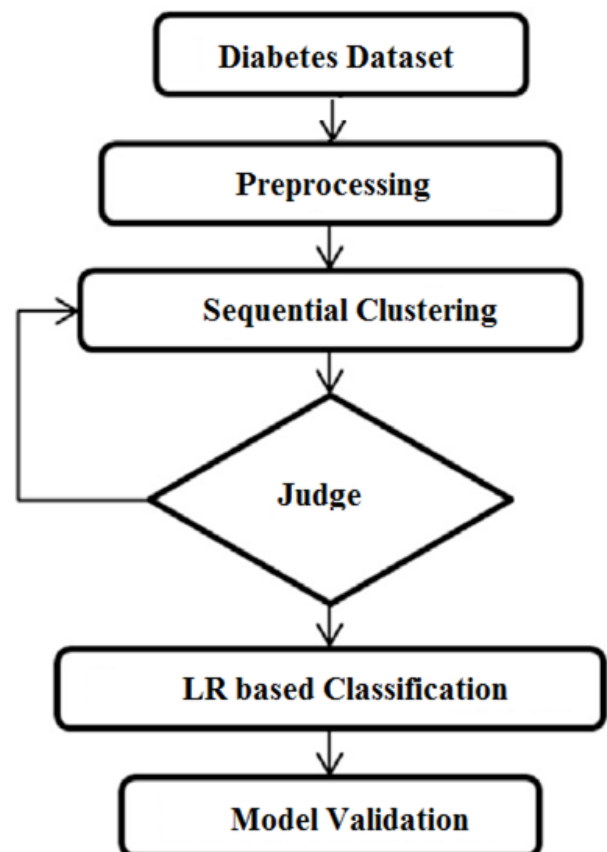 Diabetes Dataset
Preprocessing
Sequential Clustering
Judge
LR based Classification
Model Validation